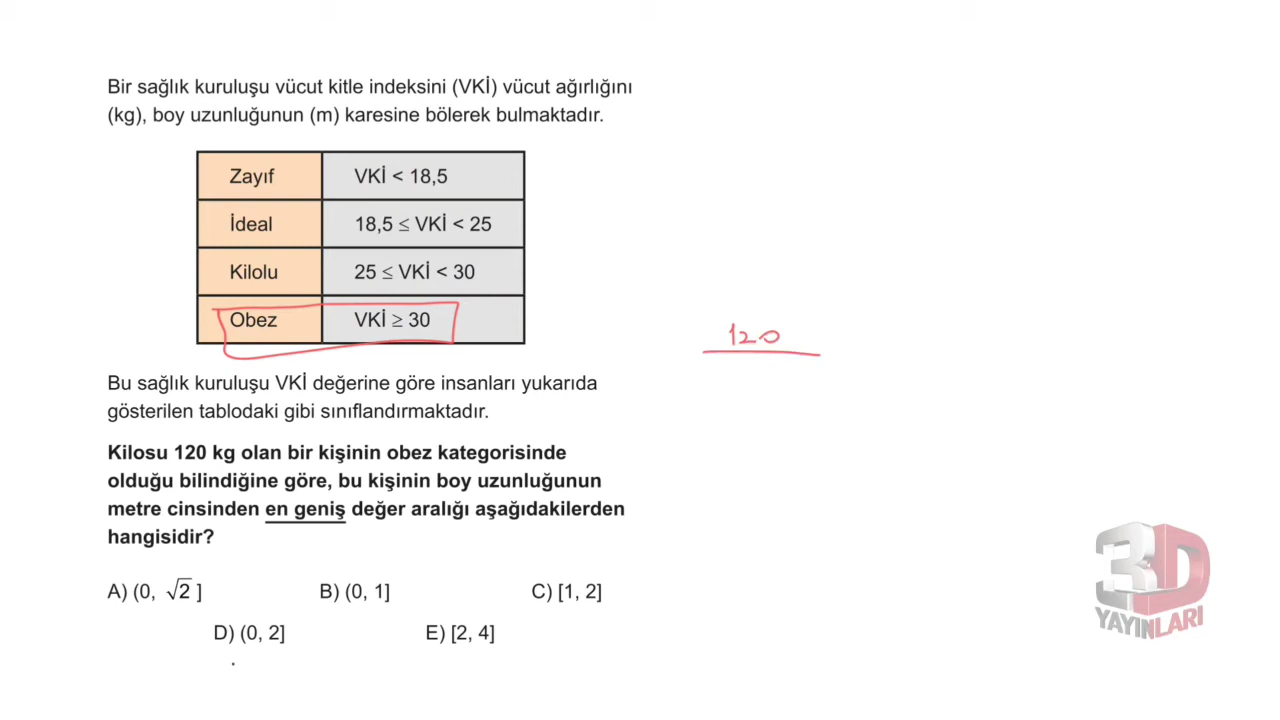 Bir sağlık kuruluşu vücut kitle indeksini (VKİ) vücut ağırlığını
(kg), boy uzunluğunun (m) karesine bölerek bulmaktadır.
Zayıf VKİ < 18,5
İdeal 18,5 ≤ VKİ < 25
Kilolu 25 ≤ VKİ < 30
Obez VKİ ≥ 30
120
Bu sağlık kuruluşu VKİ değerine göre insanları yukarıda
gösterilen tablodaki gibi sınıflandırmaktadır.
Kilosu 120 kg olan bir kişinin obez kategorisinde
olduğu bilindiğine göre, bu kişinin boy uzunluğunun
metre cinsinden en geniş değer aralığı aşağıdakilerden
hangisidir?
A) (0, √2 ] B) (0, 1] C) [1, 2]
D) (0, 2] E) [2, 4]
3D
YAYINLARI